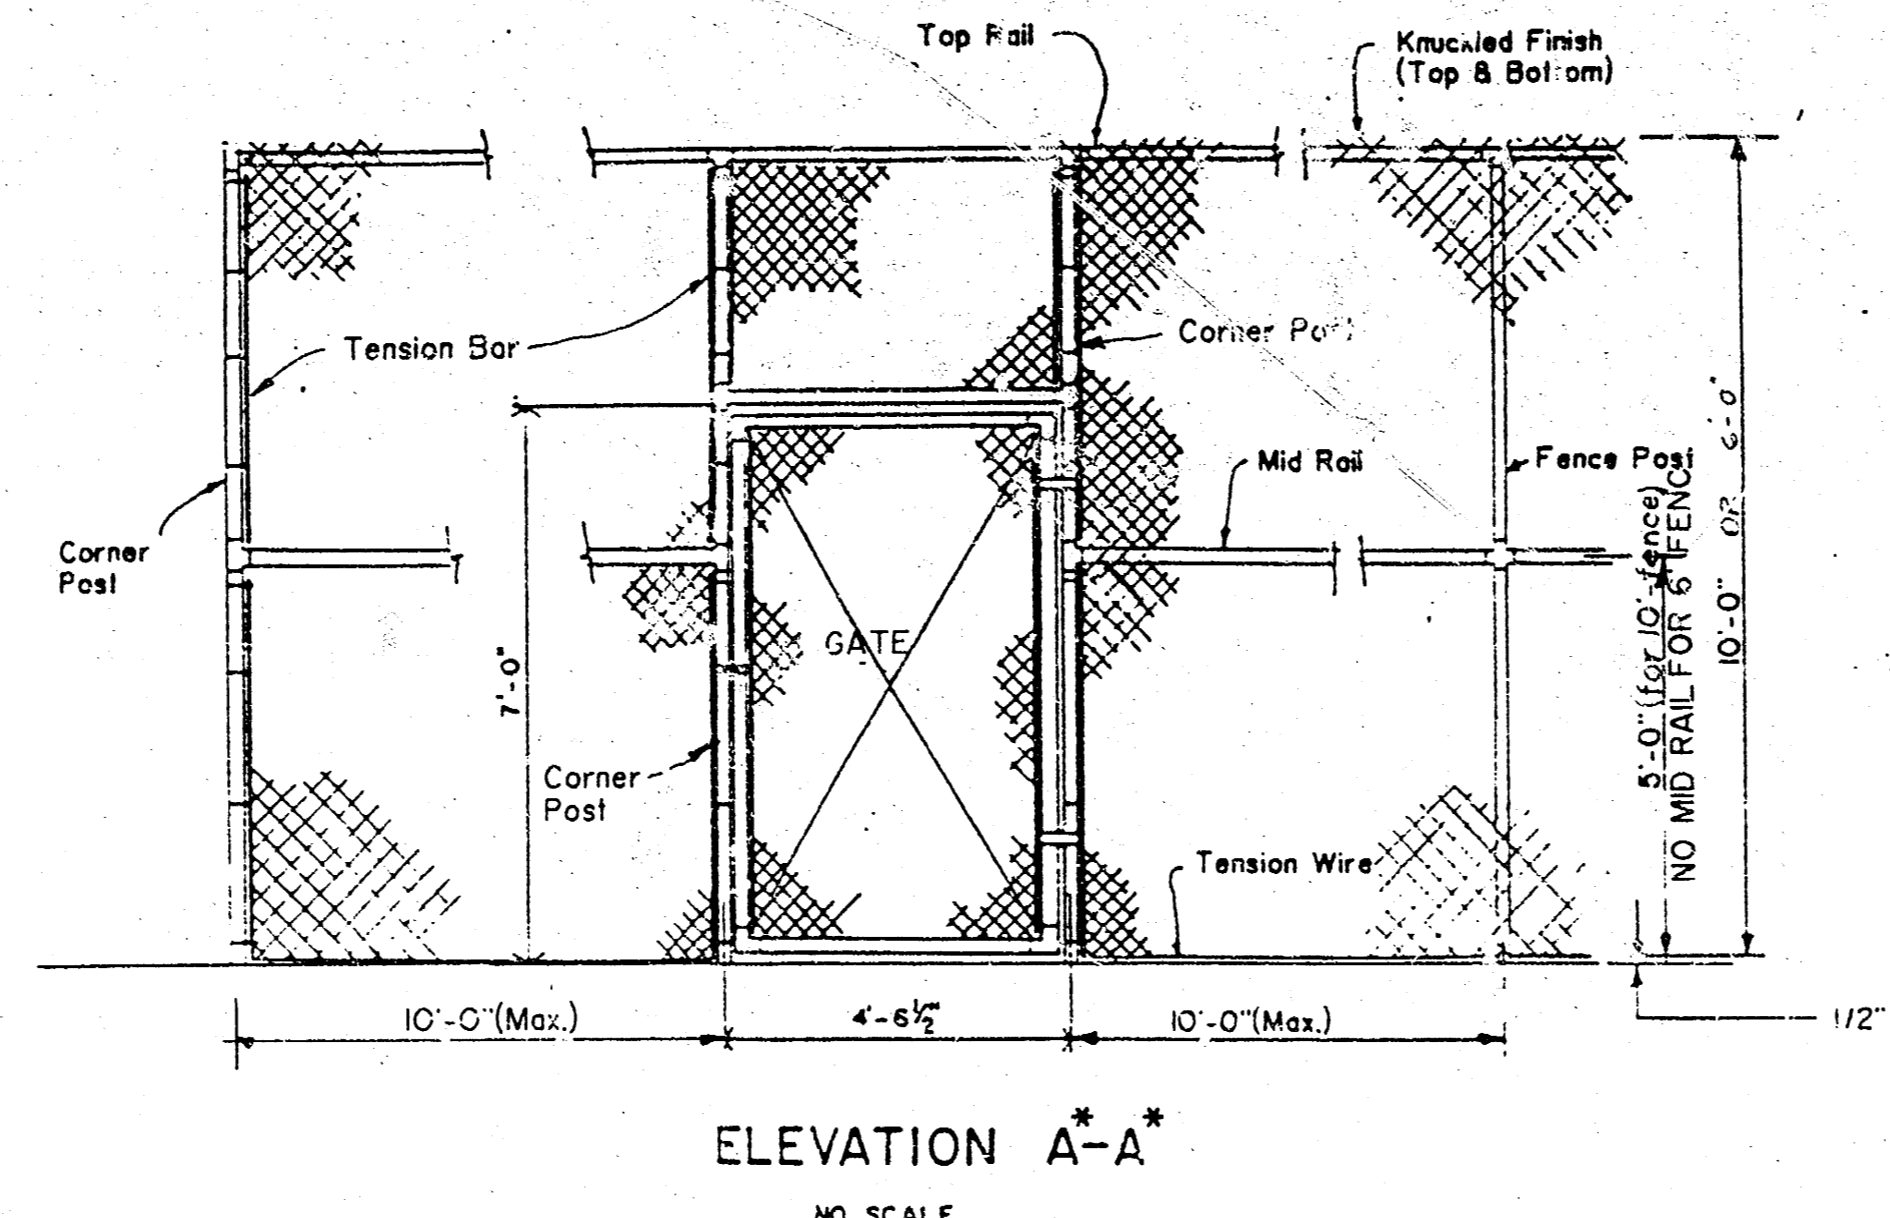 Top Rail
Knuckled Finish
(Top & Bottom)
Tension Bar
Corner Post
Mid Rail
Fence Post
Corner
Post
GATE
7'-0"
Corner
Post
Tension Wire
5'-0" (for 10'-fence)
NO MID RAIL FOR 6' FENCE
10'-0" OR 6'-0"
10'-0" (Max.)
4'-6½"
10'-0" (Max.)
1/2"
ELEVATION A*-A*
NO SCALE